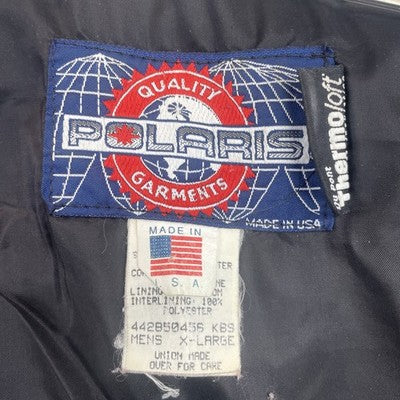 QUALITY
POLARIS
GARMENTS
MADE IN USA
DUPONT
Thermoloft
MADE IN
U.S.A.
INTERLINING: 100%
POLYESTER
442850456 KBS
MENS X-LARGE
UNION MADE
OVER FOR CARE